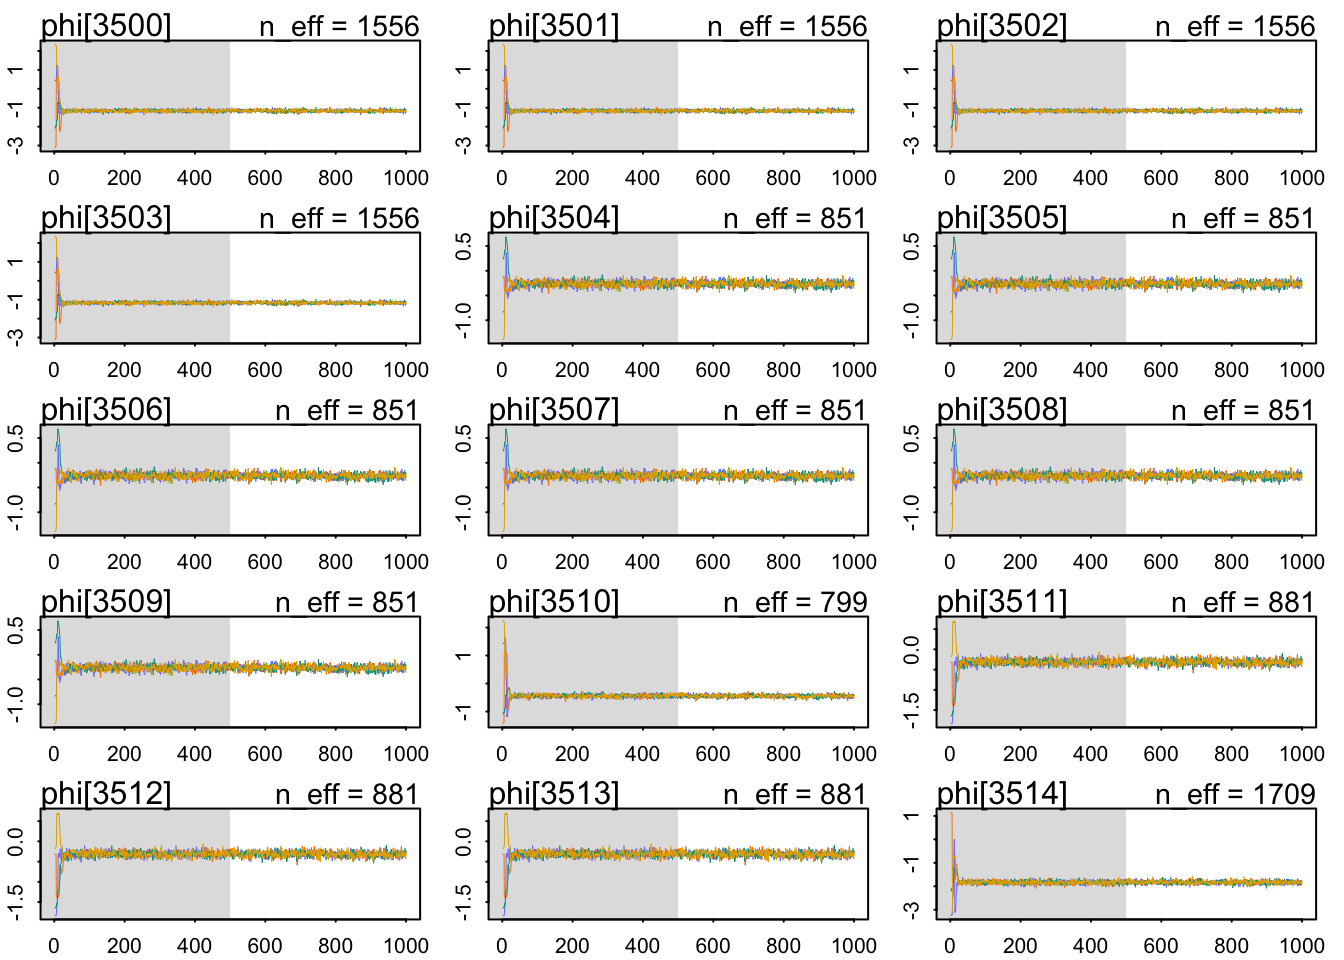 phi[3500] n_eff = 1556 phi[3501] n_eff = 1556 phi[3502] n_eff = 1556
1 1 1
-1 -1 -1
-3 -3 -3
0 200 400 600 800 1000 0 200 400 600 800 1000 0 200 400 600 800 1000
phi[3503] n_eff = 1556 phi[3504] n_eff = 851 phi[3505] n_eff = 851
1 0.5 0.5
-1
-3 -1.0 -1.0
0 200 400 600 800 1000 0 200 400 600 800 1000 0 200 400 600 800 1000
phi[3506] n_eff = 851 phi[3507] n_eff = 851 phi[3508] n_eff = 851
0.5 0.5 0.5
-1.0 -1.0 -1.0
0 200 400 600 800 1000 0 200 400 600 800 1000 0 200 400 600 800 1000
phi[3509] n_eff = 851 phi[3510] n_eff = 799 phi[3511] n_eff = 881
0.5 1 0.0
-1.0 -1 -1.5
0 200 400 600 800 1000 0 200 400 600 800 1000 0 200 400 600 800 1000
phi[3512] n_eff = 881 phi[3513] n_eff = 881 phi[3514] n_eff = 1709
0.0 0.0 1
-1
-1.5 -1.5 -3
0 200 400 600 800 1000 0 200 400 600 800 1000 0 200 400 600 800 1000